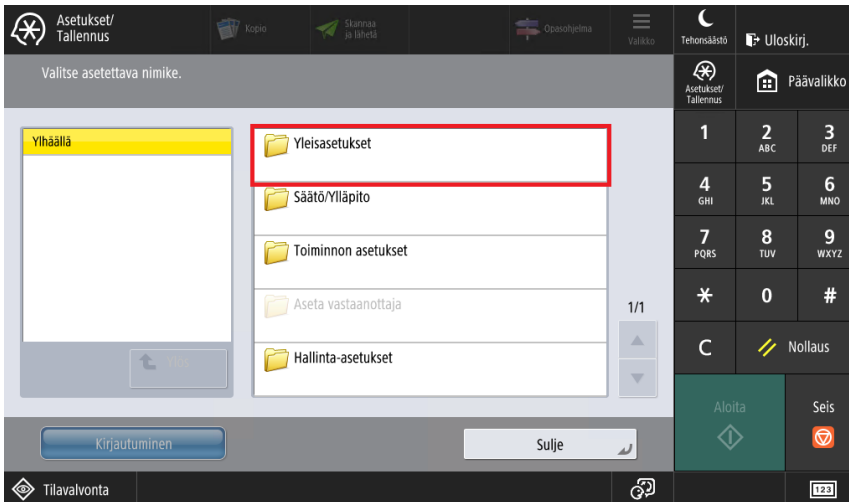 Asetukset/
Tallennus
Kopio
Skannaa
ja lähetä
Opasohjelma
Valikko
Tehonsäästö
Uloskirj.
Valitse asetettava nimike.
Asetukset/
Tallennus
Päävalikko
Ylhäällä
Yleisasetukset
Säätö/Ylläpito
Toiminnon asetukset
Aseta vastaanottaja
Hallinta-asetukset
1/1
Ylös
Kirjautuminen
Sulje
1
2
ABC
3
DEF
4
GHI
5
JKL
6
MNO
7
PQRS
8
TUV
9
WXYZ
*
0
#
C
Nollaus
Aloita
Seis
Tilavalvonta
123